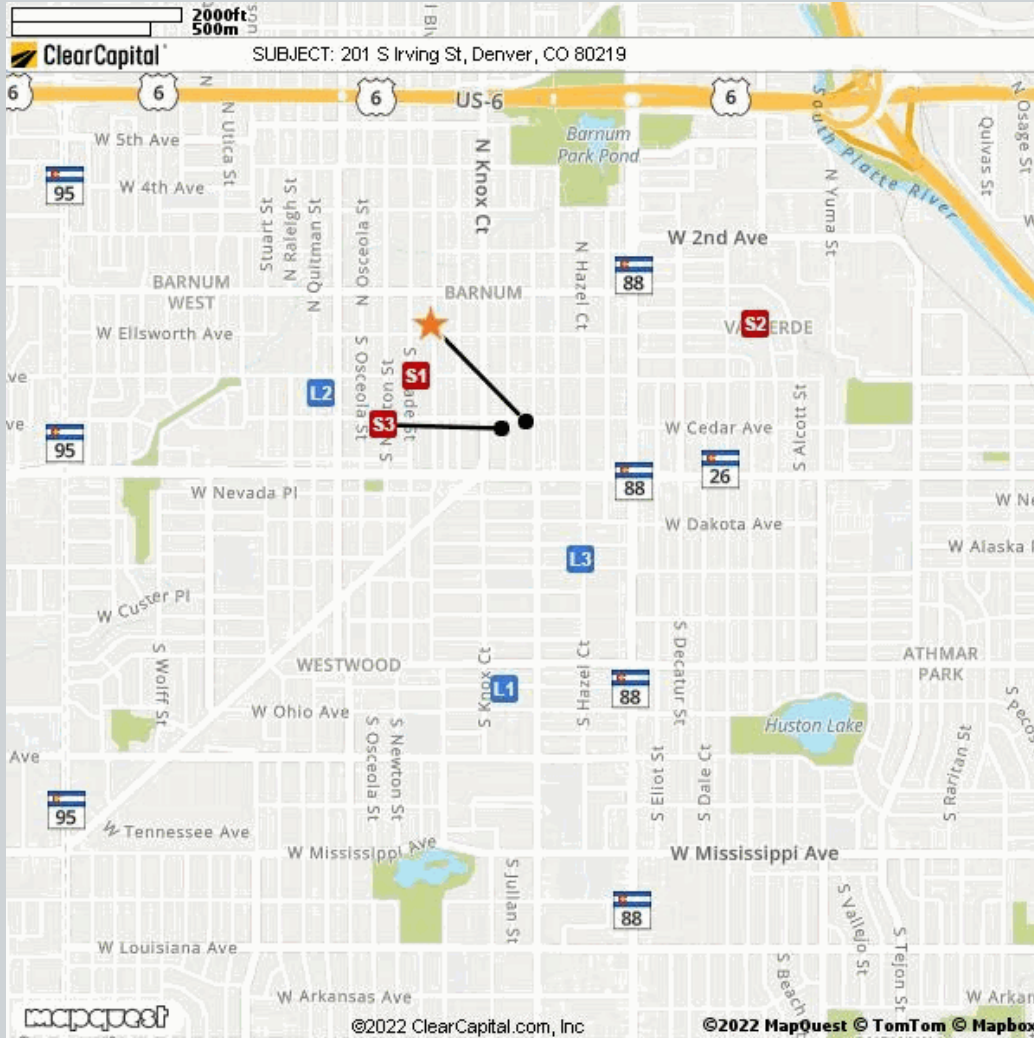 2000ft
500m
ClearCapital
SUBJECT: 201 S Irving St, Denver, CO 80219
6
6
6
US-6
6
N Utica St
W 5th Ave
N Knox Ct
Barnum
Park Pond
South Platte River
Quivas St
N Osage St
95
W 4th Ave
Stuart St
N Raleigh St
N Quitman St
N Osceola St
N Hazel Ct
N Yuma St
W 2nd Ave
88
BARNUM
WEST
BARNUM
W Ellsworth Ave
S2
S Osceola St
S1
L2
S3
95
W Cedar Ave
S Alcott St
88
26
W Nevada Pl
W Dakota Ave
W Alaska
L3
W Custer Pl
S Wolff St
WESTWOOD
S Knox Ct
S Hazel Ct
S Decatur St
ATHMAR
PARK
L1
88
W Ohio Ave
Huston Lake
S Osceola St
S Newton St
Ave
S Eliot St
S Dale Ct
S Raritan St
95
W Tennessee Ave
W Mississippi Ave
W Mississippi Ave
S Julian St
88
S Vallejo St
S Tejon St
W Louisiana Ave
S Beach
W Arkansas Ave
mapquest
©2022 ClearCapital.com, Inc
©2022 MapQuest © TomTom © Mapbox